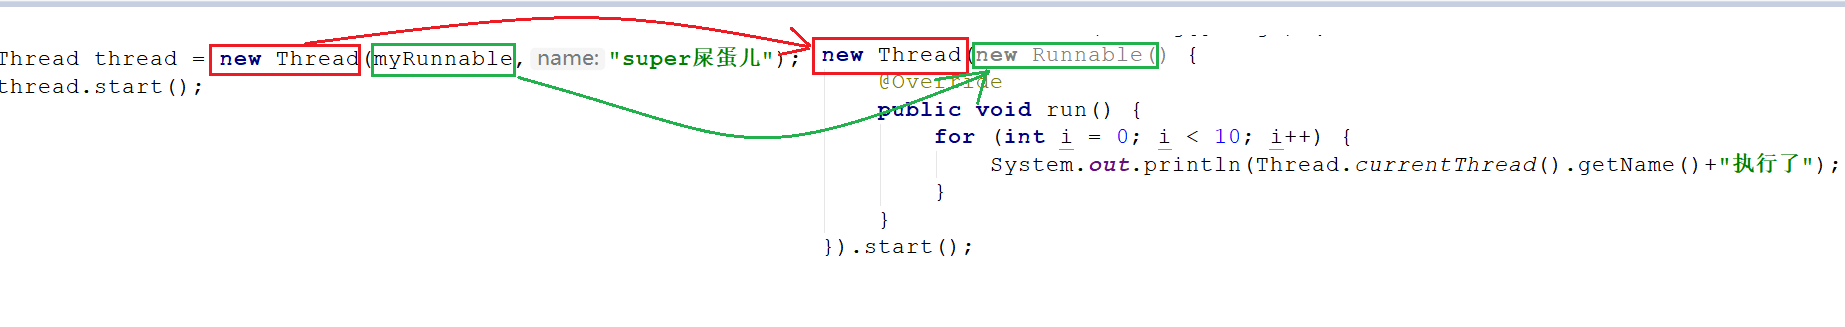 Thread thread = new Thread(myRunnable, name: "super屎蛋儿");
thread.start();
new Thread(new Runnable() {
@Override
public void run() {
for (int i = 0; i < 10; i++) {
System.out.println(Thread.currentThread().getName()+"执行了");
}
}
}).start();